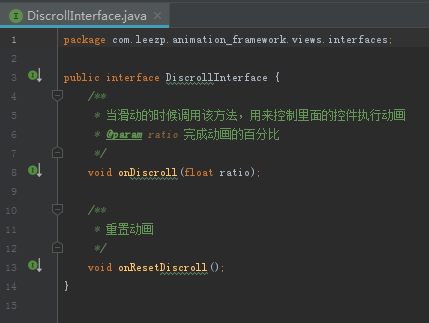 DiscrollInterface.java
1 package com.leezp.animation_framework.views.interfaces;
2
3 public interface DiscrollInterface {
4 /**
5 * 当滑动的时候调用该方法，用来控制里面的控件执行动画
6 * @param ratio 完成动画的百分比
7 */
8 void onDiscroll(float ratio);
9
10 /**
11 * 重置动画
12 */
13 void onResetDiscroll();
14 }
15